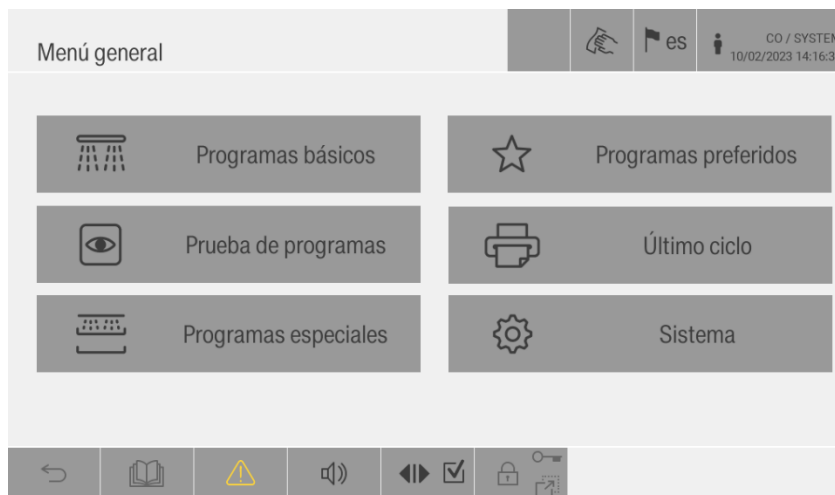 Menú general
es
CO / SYSTEM
10/02/2023 14:16:3
Programas básicos
Programas preferidos
Prueba de programas
Último ciclo
Programas especiales
Sistema